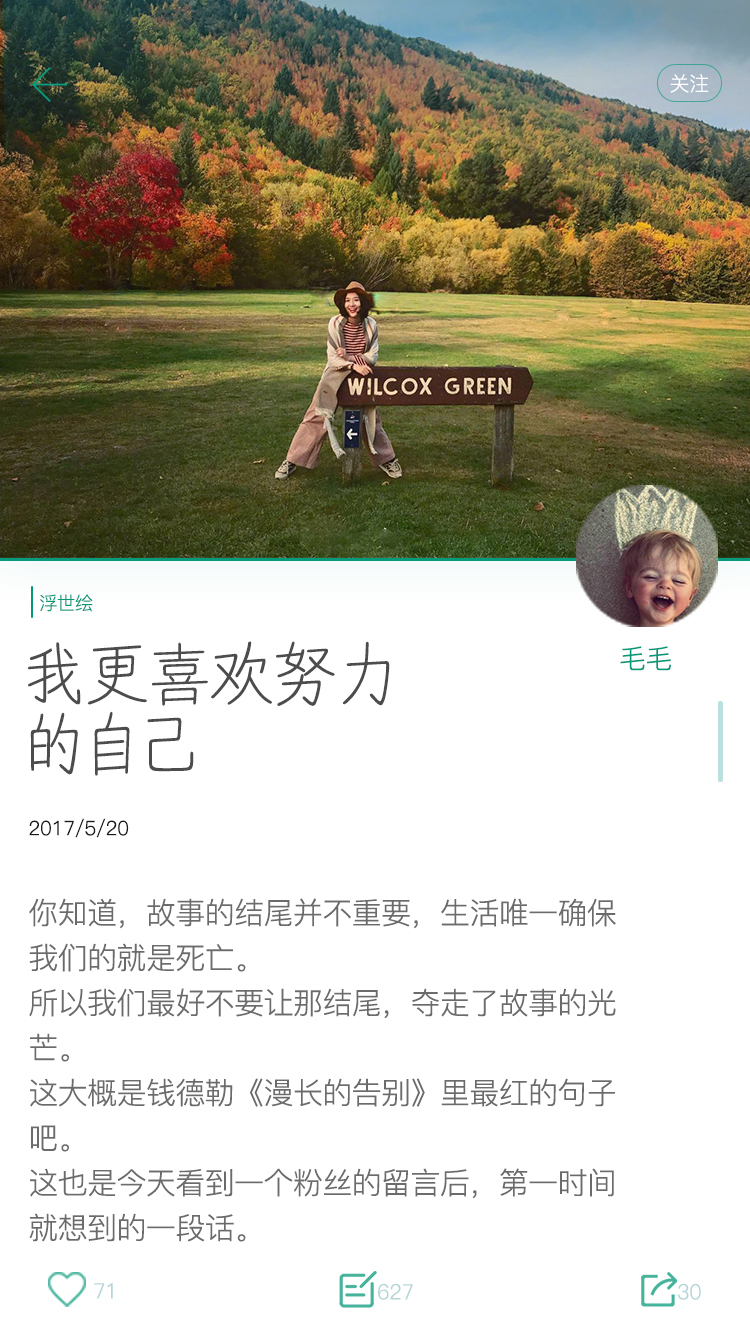 关注
WILCOX GREEN
浮世绘
毛毛
我更喜欢努力
的自己
2017/5/20
你知道，故事的结尾并不重要，生活唯一确保
我们的就是死亡。
所以我们最好不要让那结尾，夺走了故事的光
芒。
这大概是钱德勒《漫长的告别》里最红的句子
吧。
这也是今天看到一个粉丝的留言后，第一时间
就想到的一段话。
71
627
30